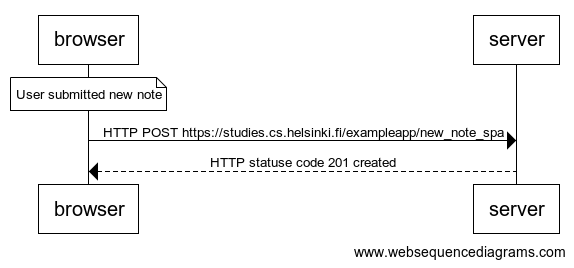 browser
server
User submitted new note
HTTP POST https://studies.cs.helsinki.fi/exampleapp/new_note_spa
HTTP statuse code 201 created
browser
server
www.websequencediagrams.com